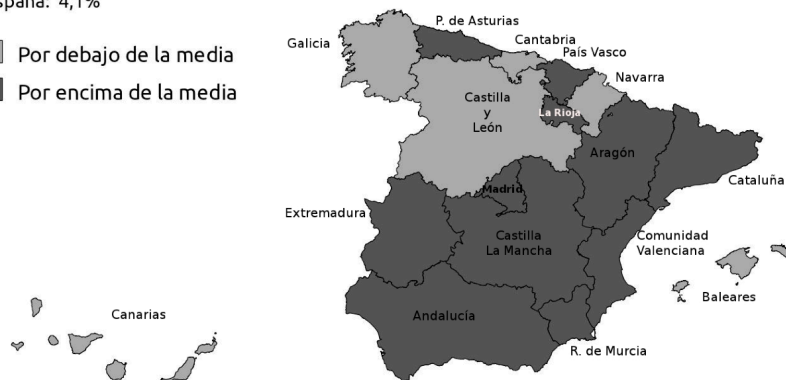 España: 4,1%
Por debajo de la media
Por encima de la media
Galicia
P. de Asturias
Cantabria
País Vasco
Navarra
Castilla
y
León
La Rioja
Aragón
Cataluña
Madrid
Extremadura
Castilla
La Mancha
Comunidad
Valenciana
Baleares
Canarias
Andalucía
R. de Murcia